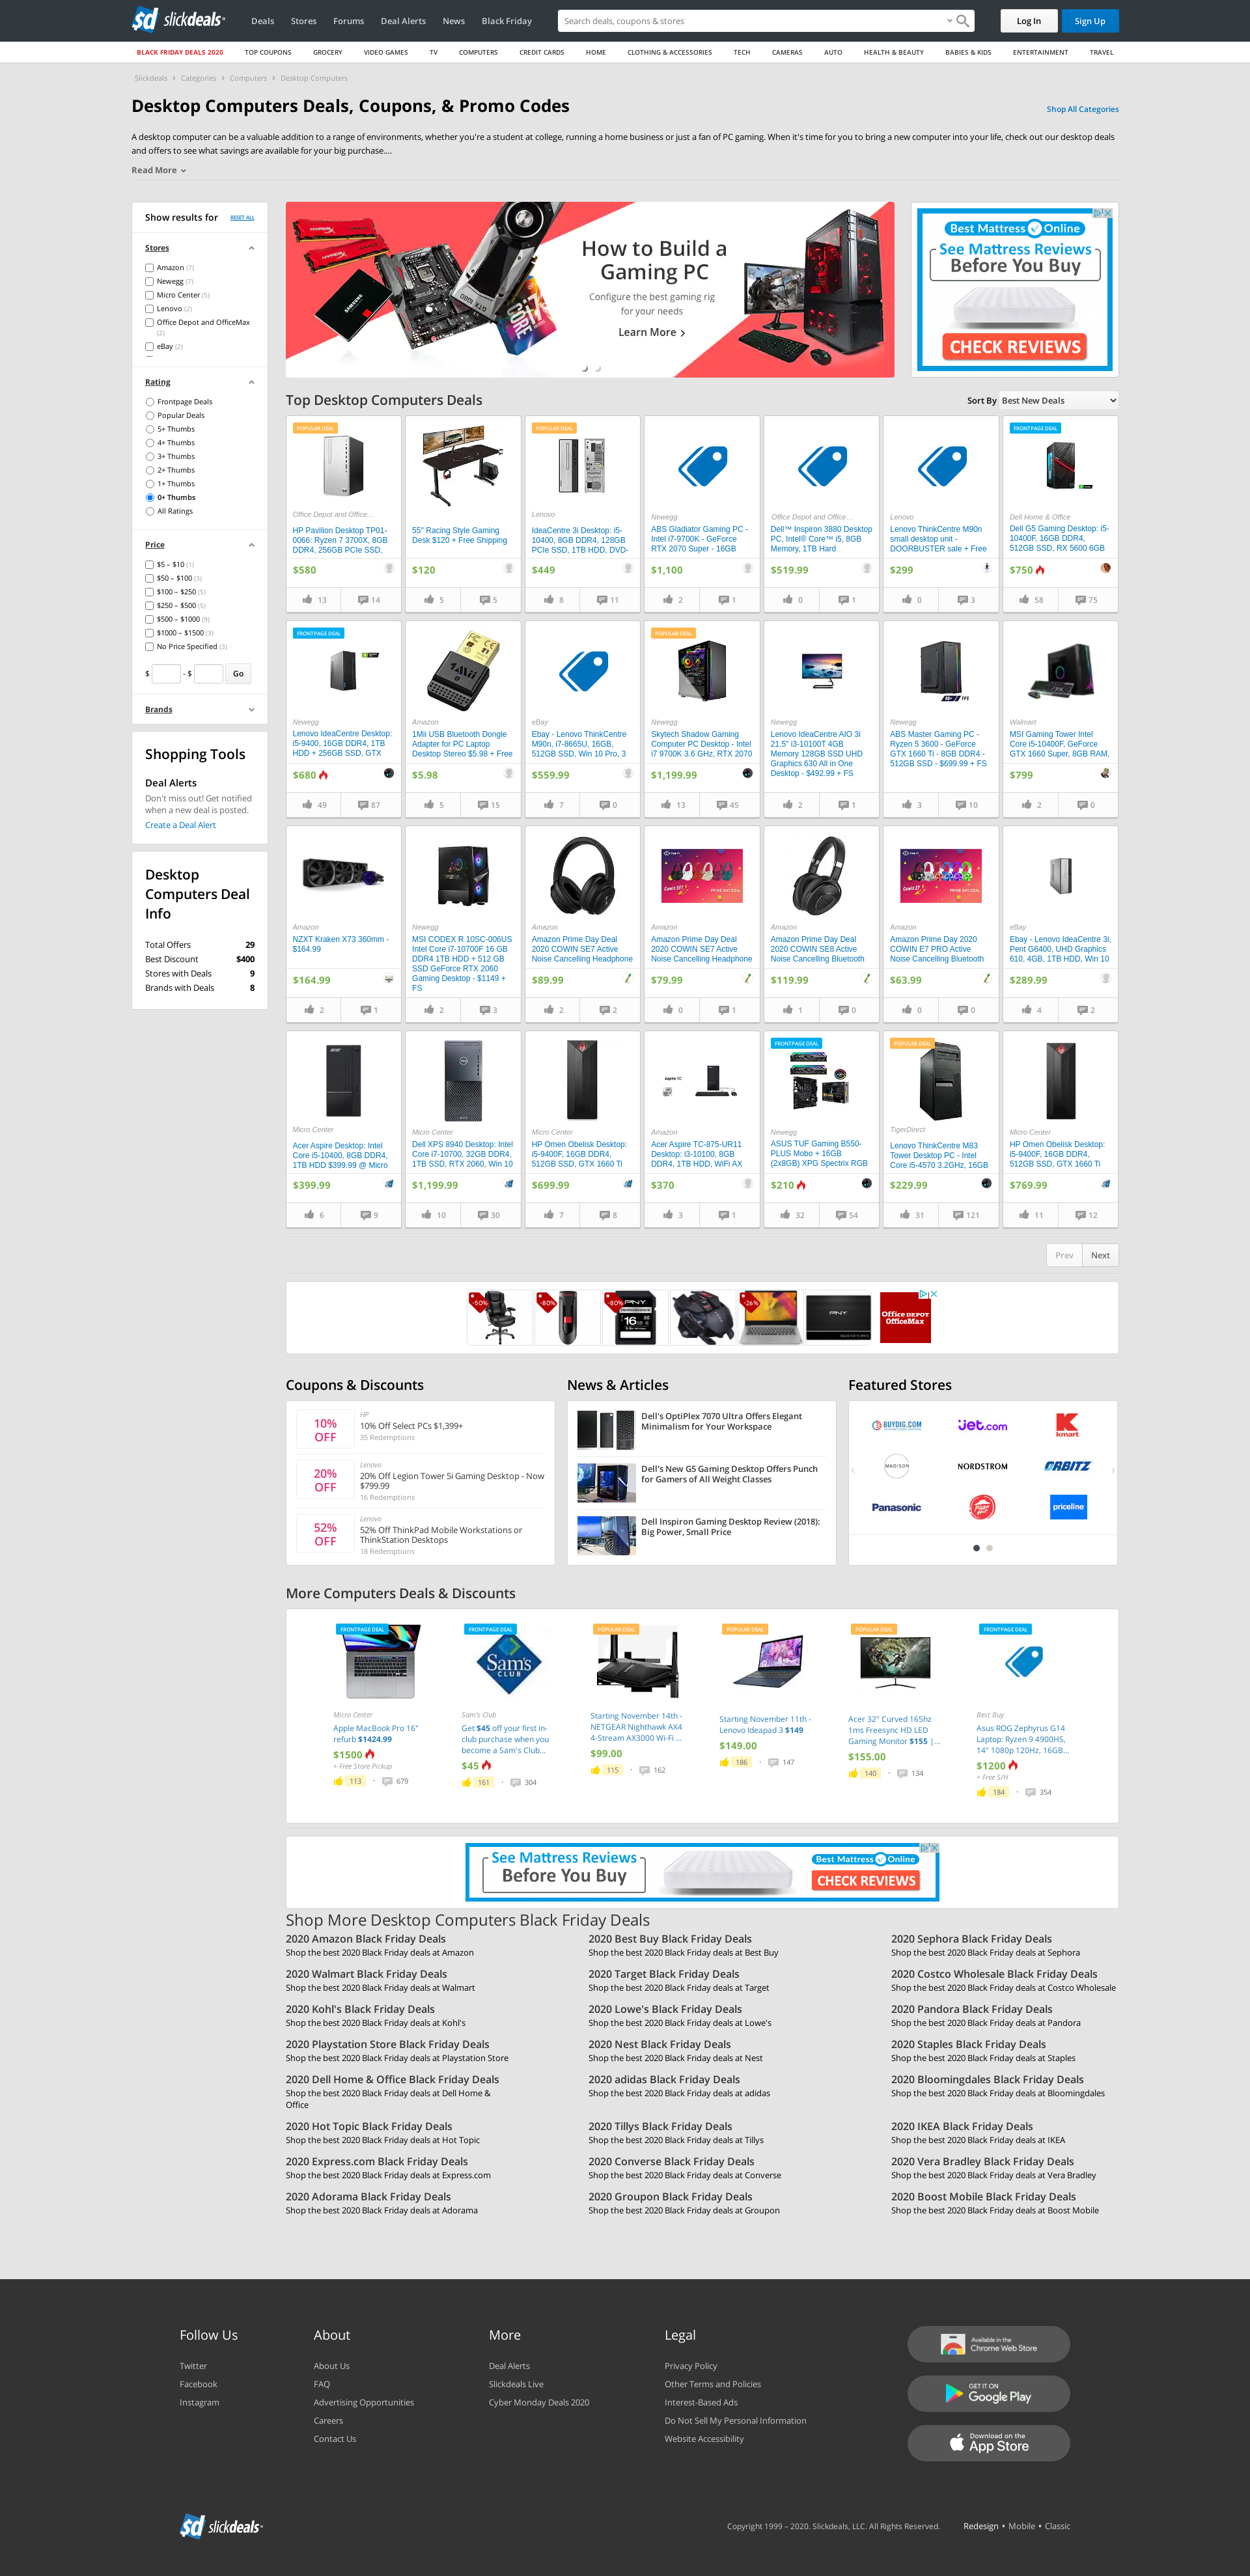 slickdeals
Deals
Stores
Forums
Deal Alerts
News
Black Friday
Search deals, coupons & stores
Log In
Sign Up
BLACK FRIDAY DEALS 2020
TOP COUPONS
GROCERY
VIDEO GAMES
TV
COMPUTERS
CREDIT CARDS
HOME
CLOTHING & ACCESSORIES
TECH
CAMERAS
AUTO
HEALTH & BEAUTY
BABIES & KIDS
ENTERTAINMENT
TRAVEL
Slickdeals > Categories > Computers > Desktop Computers
Desktop Computers Deals, Coupons, & Promo Codes
Shop All Categories
A desktop computer can be a valuable addition to a range of environments, whether you're a student at college, running a home business or just a fan of PC gaming. When it's time for you to bring a new computer into your life, check out our desktop deals
and offers to see what savings are available for your big purchase....
Read More
Show results for
RESET ALL
Stores
Amazon (7)
Newegg (7)
Micro Center (5)
Lenovo (2)
Office Depot and OfficeMax
(2)
eBay (2)
Rating
Frontpage Deals
Popular Deals
5+ Thumbs
4+ Thumbs
3+ Thumbs
2+ Thumbs
1+ Thumbs
0+ Thumbs
All Ratings
Price
$5 – $10 (1)
$50 – $100 (3)
$100 – $250 (5)
$250 – $500 (5)
$500 – $1000 (9)
$1000 – $1500 (3)
No Price Specified (3)
$ - $ Go
Brands
Shopping Tools
Deal Alerts
Don't miss out! Get notified
when a new deal is posted.
Create a Deal Alert
Desktop
Computers Deal
Info
Total Offers 29
Best Discount $400
Stores with Deals 9
Brands with Deals 8
How to Build a
Gaming PC
Configure the best gaming rig
for your needs
Learn More >
Best Mattress Online
See Mattress Reviews
Before You Buy
CHECK REVIEWS
Top Desktop Computers Deals
Sort By Best New Deals
POPULAR DEAL
Office Depot and Office...
HP Pavilion Desktop TP01-
0066: Ryzen 7 3700X, 8GB
DDR4, 256GB PCIe SSD,
$580
13
14
55" Racing Style Gaming
Desk $120 + Free Shipping
$120
5
5
POPULAR DEAL
Lenovo
IdeaCentre 3i Desktop: i5-
10400, 8GB DDR4, 128GB
PCIe SSD, 1TB HDD, DVD-
$449
8
11
Newegg
ABS Gladiator Gaming PC -
Intel i7-9700K - GeForce
RTX 2070 Super - 16GB
$1,100
2
1
Office Depot and Office...
Dell™ Inspiron 3880 Desktop
PC, Intel® Core™ i5, 8GB
Memory, 1TB Hard
$519.99
0
1
Lenovo
Lenovo ThinkCentre M90n
small desktop unit -
DOORBUSTER sale + Free
$299
0
3
FRONTPAGE DEAL
Dell Home & Office
Dell G5 Gaming Desktop: i5-
10400F, 16GB DDR4,
512GB SSD, RX 5600 6GB
$750
58
75
FRONTPAGE DEAL
Newegg
Lenovo IdeaCentre Desktop:
i5-9400, 16GB DDR4, 1TB
HDD + 256GB SSD, GTX
$680
49
87
1Mii
Amazon
1Mii USB Bluetooth Dongle
Adapter for PC Laptop
Desktop Stereo $5.98 + Free
$5.98
5
15
eBay
Ebay - Lenovo ThinkCentre
M90n, i7-8665U, 16GB,
512GB SSD, Win 10 Pro, 3
$559.99
7
0
POPULAR DEAL
Newegg
Skytech Shadow Gaming
Computer PC Desktop - Intel
i7 9700K 3.6 GHz, RTX 2070
$1,199.99
13
45
Newegg
Lenovo IdeaCentre AIO 3i
21.5" i3-10100T 4GB
Memory 128GB SSD UHD
Graphics 630 All in One
Desktop - $492.99 + FS
2
1
Newegg
ABS Master Gaming PC -
Ryzen 5 3600 - GeForce
GTX 1660 Ti - 8GB DDR4 -
512GB SSD - $699.99 + FS
3
10
Walmart
MSI Gaming Tower Intel
Core i5-10400F, GeForce
GTX 1660 Super, 8GB RAM,
$799
2
0
Amazon
NZXT Kraken X73 360mm -
$164.99
$164.99
2
1
Newegg
MSI CODEX R 10SC-006US
Intel Core i7-10700F 16 GB
DDR4 1TB HDD + 512 GB
SSD GeForce RTX 2060
Gaming Desktop - $1149 +
FS
2
3
Amazon
Amazon Prime Day Deal
2020 COWIN SE7 Active
Noise Cancelling Headphone
$89.99
2
2
PRIME DAY DEAL
Amazon
Amazon Prime Day Deal
2020 COWIN SE7 Active
Noise Cancelling Headphone
$79.99
0
1
Amazon
Amazon Prime Day Deal
2020 COWIN SE8 Active
Noise Cancelling Bluetooth
$119.99
1
0
PRIME DAY DEAL
Amazon
Amazon Prime Day 2020
COWIN E7 PRO Active
Noise Cancelling Bluetooth
$63.99
0
0
eBay
Ebay - Lenovo IdeaCentre 3i,
Pent G6400, UHD Graphics
610, 4GB, 1TB HDD, Win 10
$289.99
4
2
Micro Center
Acer Aspire Desktop: Intel
Core i5-10400, 8GB DDR4,
1TB HDD $399.99 @ Micro
$399.99
6
9
Micro Center
Dell XPS 8940 Desktop: Intel
Core i7-10700, 32GB DDR4,
1TB SSD, RTX 2060, Win 10
$1,199.99
10
30
Micro Center
HP Omen Obelisk Desktop:
i5-9400F, 16GB DDR4,
512GB SSD, GTX 1660 Ti
$699.99
7
8
Aspire TC
Amazon
Acer Aspire TC-875-UR11
Desktop: i3-10100, 8GB
DDR4, 1TB HDD, WiFi AX
$370
3
1
FRONTPAGE DEAL
Newegg
ASUS TUF Gaming B550-
PLUS Mobo + 16GB
(2x8GB) XPG Spectrix RGB
$210
32
54
POPULAR DEAL
TigerDirect
Lenovo ThinkCentre M83
Tower Desktop PC - Intel
Core i5-4570 3.2GHz, 16GB
$229.99
31
121
Micro Center
HP Omen Obelisk Desktop:
i5-9400F, 16GB DDR4,
512GB SSD, GTX 1660 Ti
$769.99
11
12
Prev
Next
-50%
-80%
-80%
PNY
16
-26%
PNY
Office DEPOT
OfficeMax
Coupons & Discounts
10%
OFF
HP
10% Off Select PCs $1,399+
35 Redemptions
20%
OFF
Lenovo
20% Off Legion Tower 5i Gaming Desktop - Now
$799.99
16 Redemptions
52%
OFF
Lenovo
52% Off ThinkPad Mobile Workstations or
ThinkStation Desktops
18 Redemptions
News & Articles
Dell's OptiPlex 7070 Ultra Offers Elegant
Minimalism for Your Workspace
Dell's New G5 Gaming Desktop Offers Punch
for Gamers of All Weight Classes
Dell Inspiron Gaming Desktop Review (2018):
Big Power, Small Price
Featured Stores
BUYDIG.COM
Jet.com
kmart
MADISON
NORDSTROM
ORBITZ
Panasonic
Pizza Hut
priceline
More Computers Deals & Discounts
FRONTPAGE DEAL
Micro Center
Apple MacBook Pro 16"
refurb $1424.99
$1500
+ Free Store Pickup
113
679
FRONTPAGE DEAL
Sam's CLUB
Sam's Club
Get $45 off your first in-
club purchase when you
become a Sam's Club...
$45
161
304
POPULAR DEAL
Starting November 14th -
NETGEAR Nighthawk AX4
4-Stream AX3000 Wi-Fi ...
$99.00
115
162
POPULAR DEAL
Starting November 11th -
Lenovo Ideapad 3 $149
$149.00
186
147
POPULAR DEAL
Acer 32" Curved 165hz
1ms Freesync HD LED
Gaming Monitor $155 |...
$155.00
140
134
FRONTPAGE DEAL
Best Buy
Asus ROG Zephyrus G14
Laptop: Ryzen 9 4900HS,
14" 1080p 120Hz, 16GB...
$1200
+ Free S/H
184
354
See Mattress Reviews
Before You Buy
Best Mattress Online
CHECK REVIEWS
Shop More Desktop Computers Black Friday Deals
2020 Amazon Black Friday Deals
Shop the best 2020 Black Friday deals at Amazon
2020 Best Buy Black Friday Deals
Shop the best 2020 Black Friday deals at Best Buy
2020 Sephora Black Friday Deals
Shop the best 2020 Black Friday deals at Sephora
2020 Walmart Black Friday Deals
Shop the best 2020 Black Friday deals at Walmart
2020 Target Black Friday Deals
Shop the best 2020 Black Friday deals at Target
2020 Costco Wholesale Black Friday Deals
Shop the best 2020 Black Friday deals at Costco Wholesale
2020 Kohl's Black Friday Deals
Shop the best 2020 Black Friday deals at Kohl's
2020 Lowe's Black Friday Deals
Shop the best 2020 Black Friday deals at Lowe's
2020 Pandora Black Friday Deals
Shop the best 2020 Black Friday deals at Pandora
2020 Playstation Store Black Friday Deals
Shop the best 2020 Black Friday deals at Playstation Store
2020 Nest Black Friday Deals
Shop the best 2020 Black Friday deals at Nest
2020 Staples Black Friday Deals
Shop the best 2020 Black Friday deals at Staples
2020 Dell Home & Office Black Friday Deals
Shop the best 2020 Black Friday deals at Dell Home &
Office
2020 adidas Black Friday Deals
Shop the best 2020 Black Friday deals at adidas
2020 Bloomingdales Black Friday Deals
Shop the best 2020 Black Friday deals at Bloomingdales
2020 Hot Topic Black Friday Deals
Shop the best 2020 Black Friday deals at Hot Topic
2020 Tillys Black Friday Deals
Shop the best 2020 Black Friday deals at Tillys
2020 IKEA Black Friday Deals
Shop the best 2020 Black Friday deals at IKEA
2020 Express.com Black Friday Deals
Shop the best 2020 Black Friday deals at Express.com
2020 Converse Black Friday Deals
Shop the best 2020 Black Friday deals at Converse
2020 Vera Bradley Black Friday Deals
Shop the best 2020 Black Friday deals at Vera Bradley
2020 Adorama Black Friday Deals
Shop the best 2020 Black Friday deals at Adorama
2020 Groupon Black Friday Deals
Shop the best 2020 Black Friday deals at Groupon
2020 Boost Mobile Black Friday Deals
Shop the best 2020 Black Friday deals at Boost Mobile
Follow Us
Twitter
Facebook
Instagram
About
About Us
FAQ
Advertising Opportunities
Careers
Contact Us
More
Deal Alerts
Slickdeals Live
Cyber Monday Deals 2020
Legal
Privacy Policy
Other Terms and Policies
Interest-Based Ads
Do Not Sell My Personal Information
Website Accessibility
Available in the
Chrome Web Store
GET IT ON
Google Play
Download on the
App Store
slickdeals
Copyright 1999 – 2020. Slickdeals, LLC. All Rights Reserved.
Redesign • Mobile • Classic